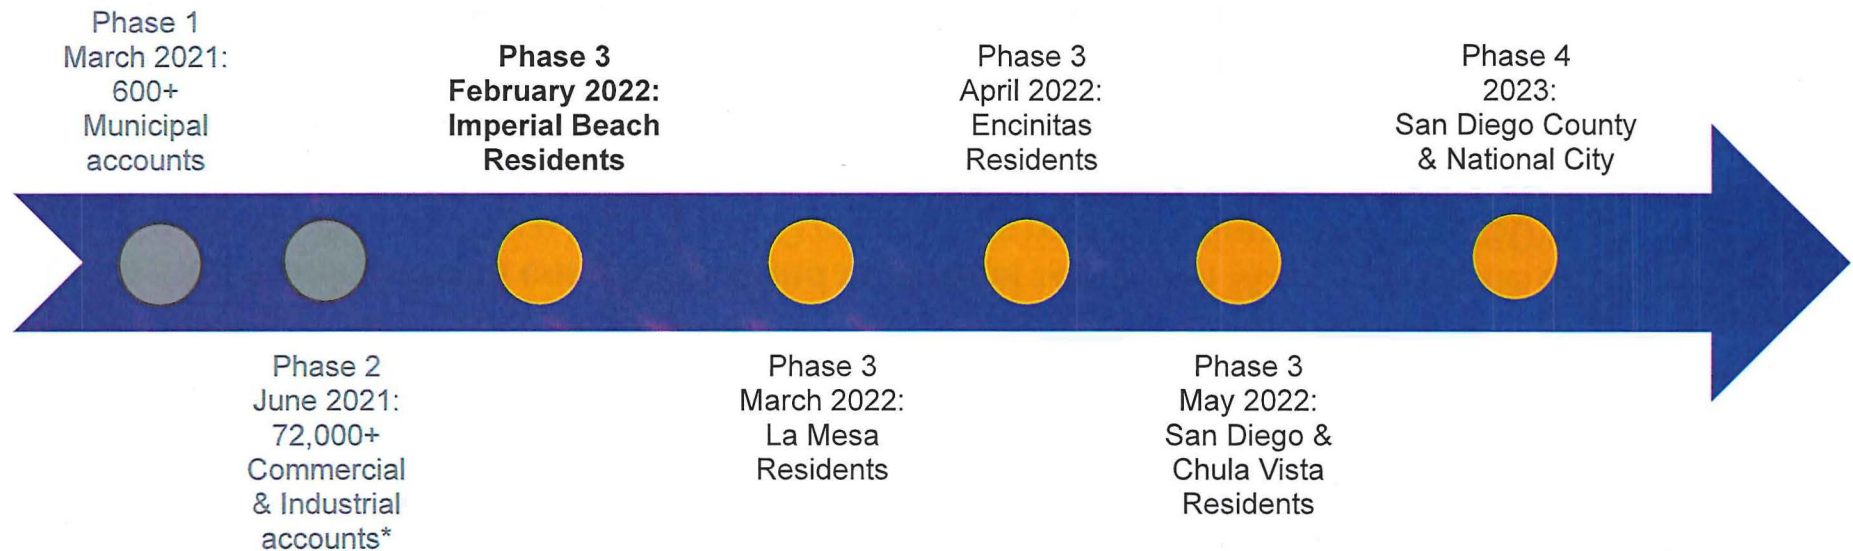 Phase 1
March 2021:
600+
Municipal
accounts
Phase 2
June 2021:
72,000+
Commercial
& Industrial
accounts*
Phase 3
February 2022:
Imperial Beach
Residents
Phase 3
March 2022:
La Mesa
Residents
Phase 3
April 2022:
Encinitas
Residents
Phase 3
May 2022:
San Diego &
Chula Vista
Residents
Phase 4
2023:
San Diego County
& National City